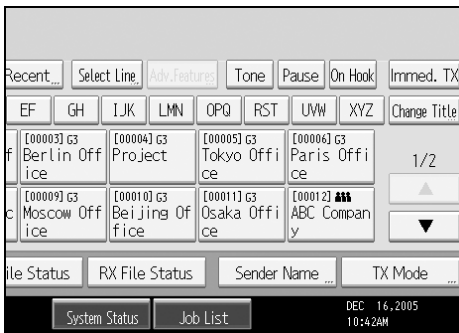 Recent... Select Line.. Adv.Features Tone Pause On Hook Immed. TX
EF GH IJK LMN OPQ RST UVW XYZ Change Title
[00003] G3 [00004] G3 [00005] G3 [00006] G3
f Berlin Off Project Tokyo Offi Paris Offi 1/2
ice ce ce
[00009] G3 [00010] G3 [00011] G3 [00012]
c Moscow Off Beijing Of Osaka Offi ABC Compan
ice fice ce y
ile Status RX File Status Sender Name ... TX Mode ...
System Status Job List DEC 16,2005
10:42AM